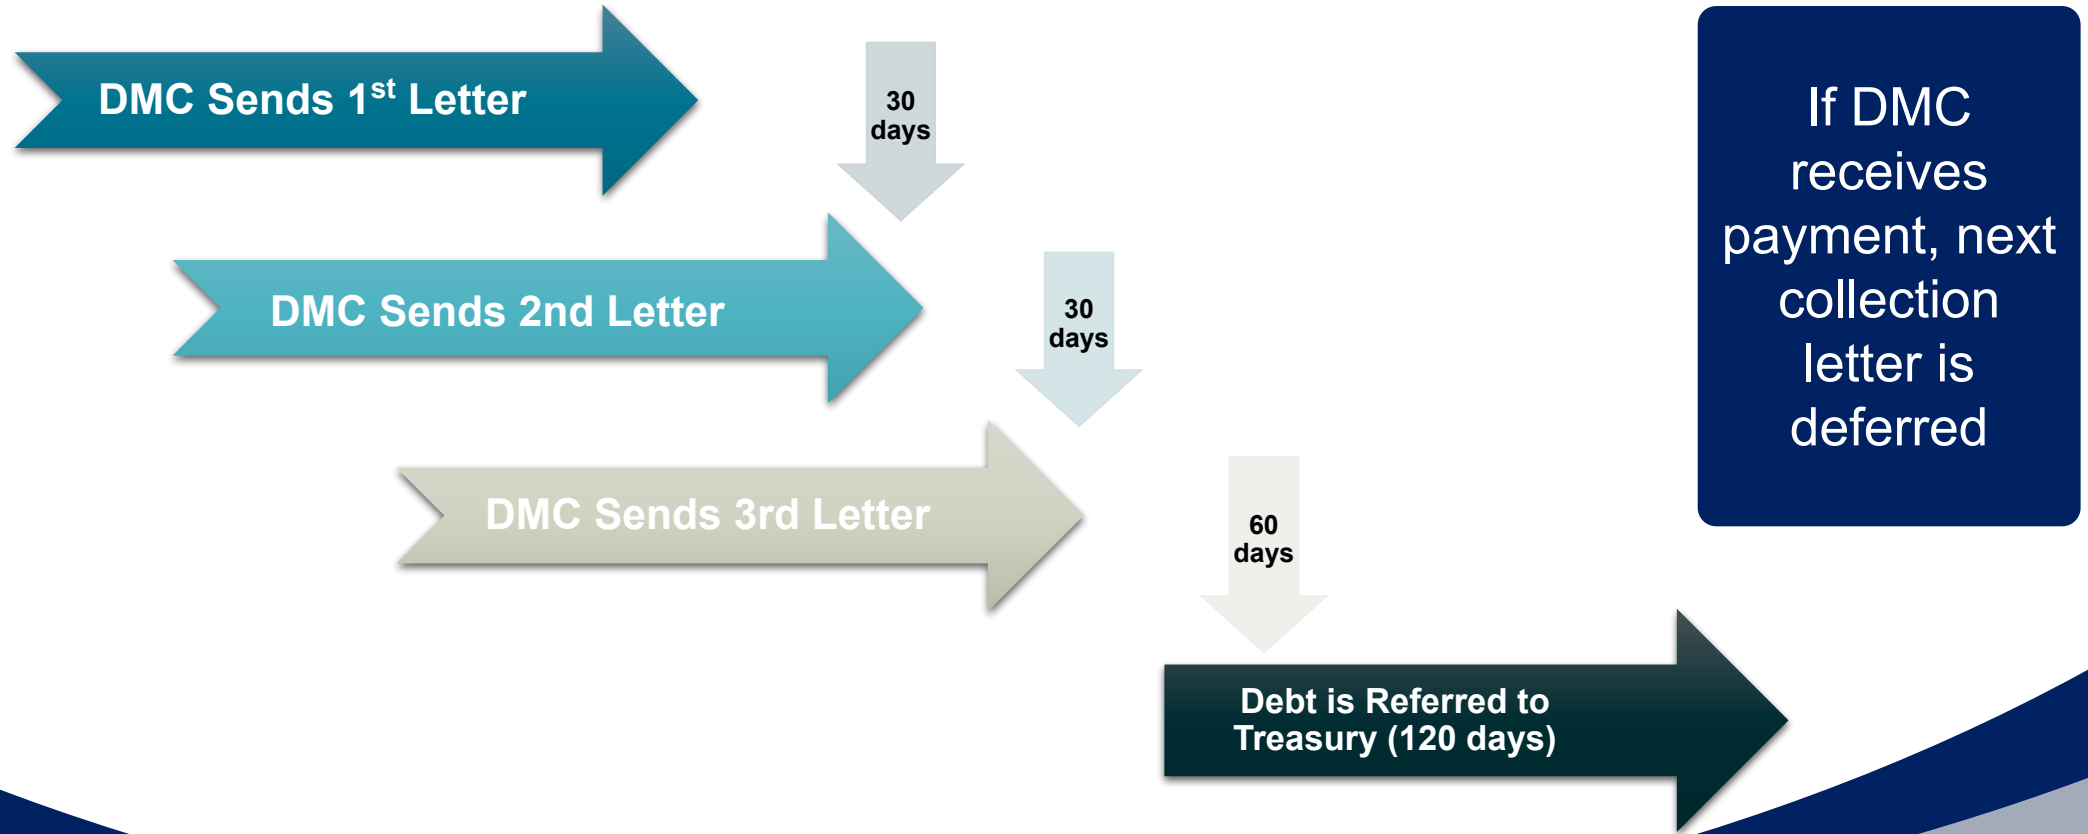 DMC Sends 1st Letter
30
days
DMC Sends 2nd Letter
30
days
DMC Sends 3rd Letter
60
days
Debt is Referred to
Treasury (120 days)
If DMC
receives
payment, next
collection
letter is
deferred